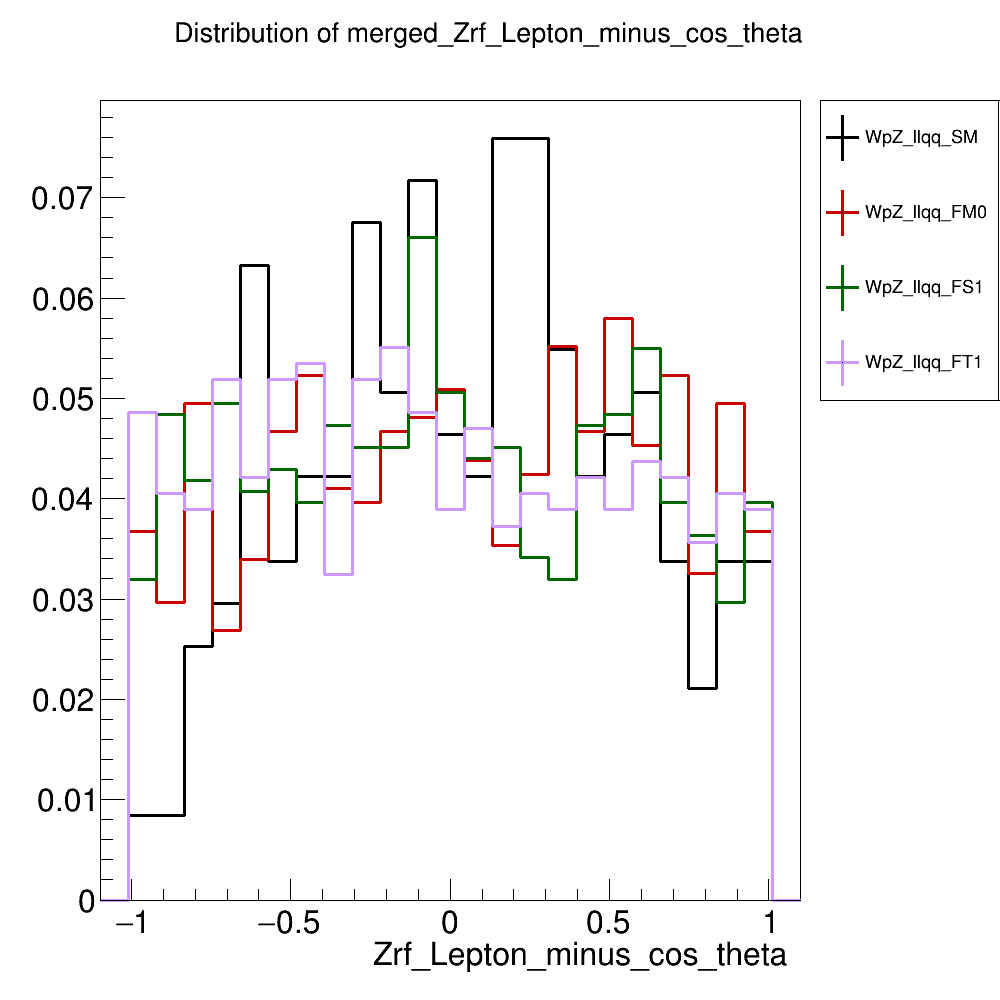 Distribution of merged_Zrf_Lepton_minus_cos_theta
WpZ_llqq_SM
WpZ_llqq_FM0
WpZ_llqq_FS1
WpZ_llqq_FT1
0.07
0.06
0.05
0.04
0.03
0.02
0.01
0
−1 −0.5 0 0.5 1
Zrf_Lepton_minus_cos_theta